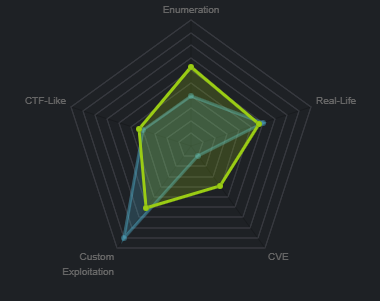 Enumeration
CTF-Like
Real-Life
Custom
Exploitation
CVE